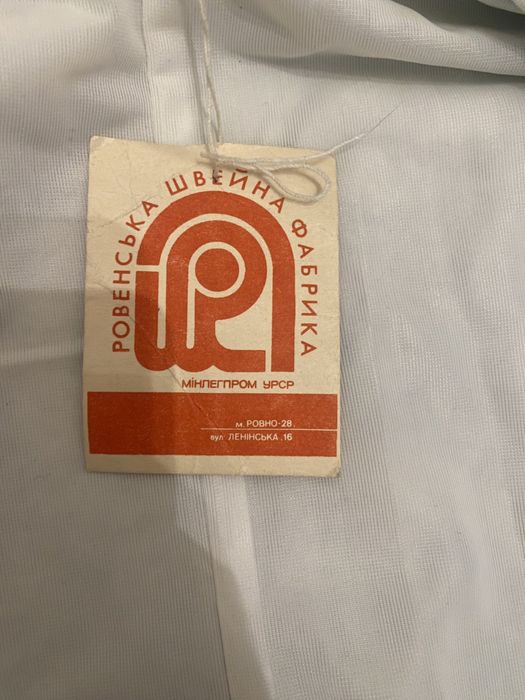 РОВЕНСЬКА ШВЕЙНА ФАБРИКА
МІНЛЕГПРОМ УРСР
м. РОВНО-28.
вул. ЛЕНІНСЬКА, 16